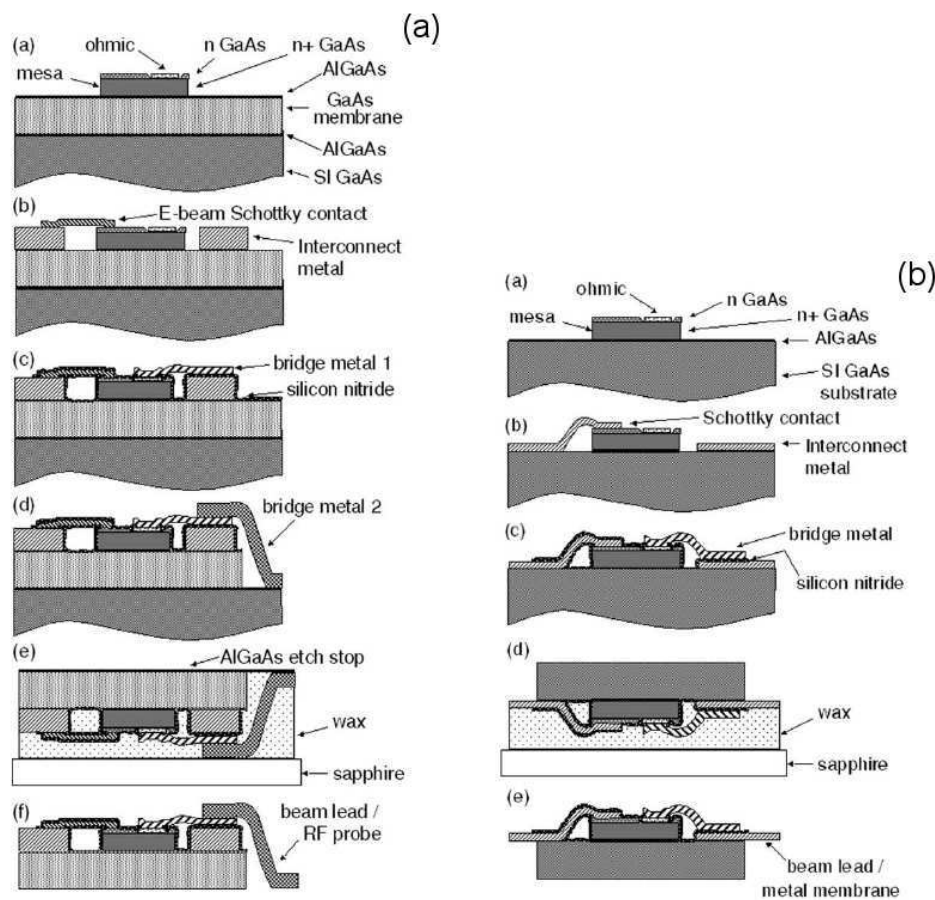 (a)
(a)
ohmic
n GaAs
n+ GaAs
mesa
AlGaAs
GaAs
membrane
AlGaAs
SI GaAs
(b)
E-beam Schottky contact
Interconnect
metal
(c)
bridge metal 1
silicon nitride
(d)
bridge metal 2
(e)
AlGaAs etch stop
wax
sapphire
(f)
beam lead /
RF probe
(b)
(a)
ohmic
n GaAs
n+ GaAs
mesa
AlGaAs
SI GaAs
substrate
Schottky contact
(b)
Interconnect
metal
(c)
bridge metal
silicon nitride
(d)
wax
sapphire
(e)
beam lead /
metal membrane